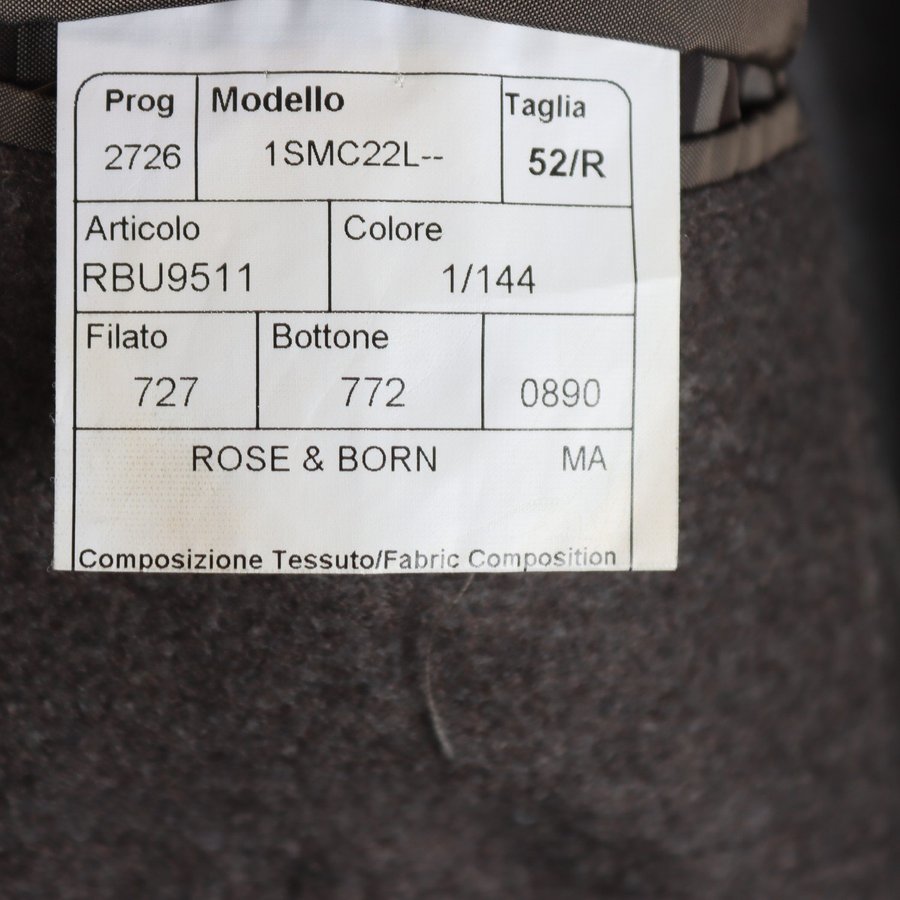 Prog Modello Taglia
2726 1SMC22L-- 52/R
Articolo Colore
RBU9511 1/144
Filato Bottone
727 772 0890
ROSE & BORN MA
Composizione Tessuto/Fabric Composition